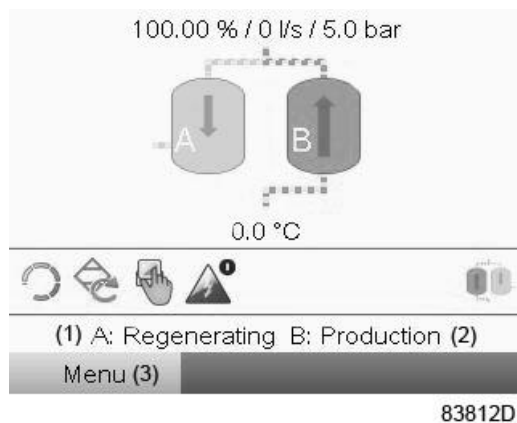 100.00 % / 0 l/s / 5.0 bar
A B
0.0 °C
(1) A: Regenerating B: Production (2)
Menu (3)
83812D